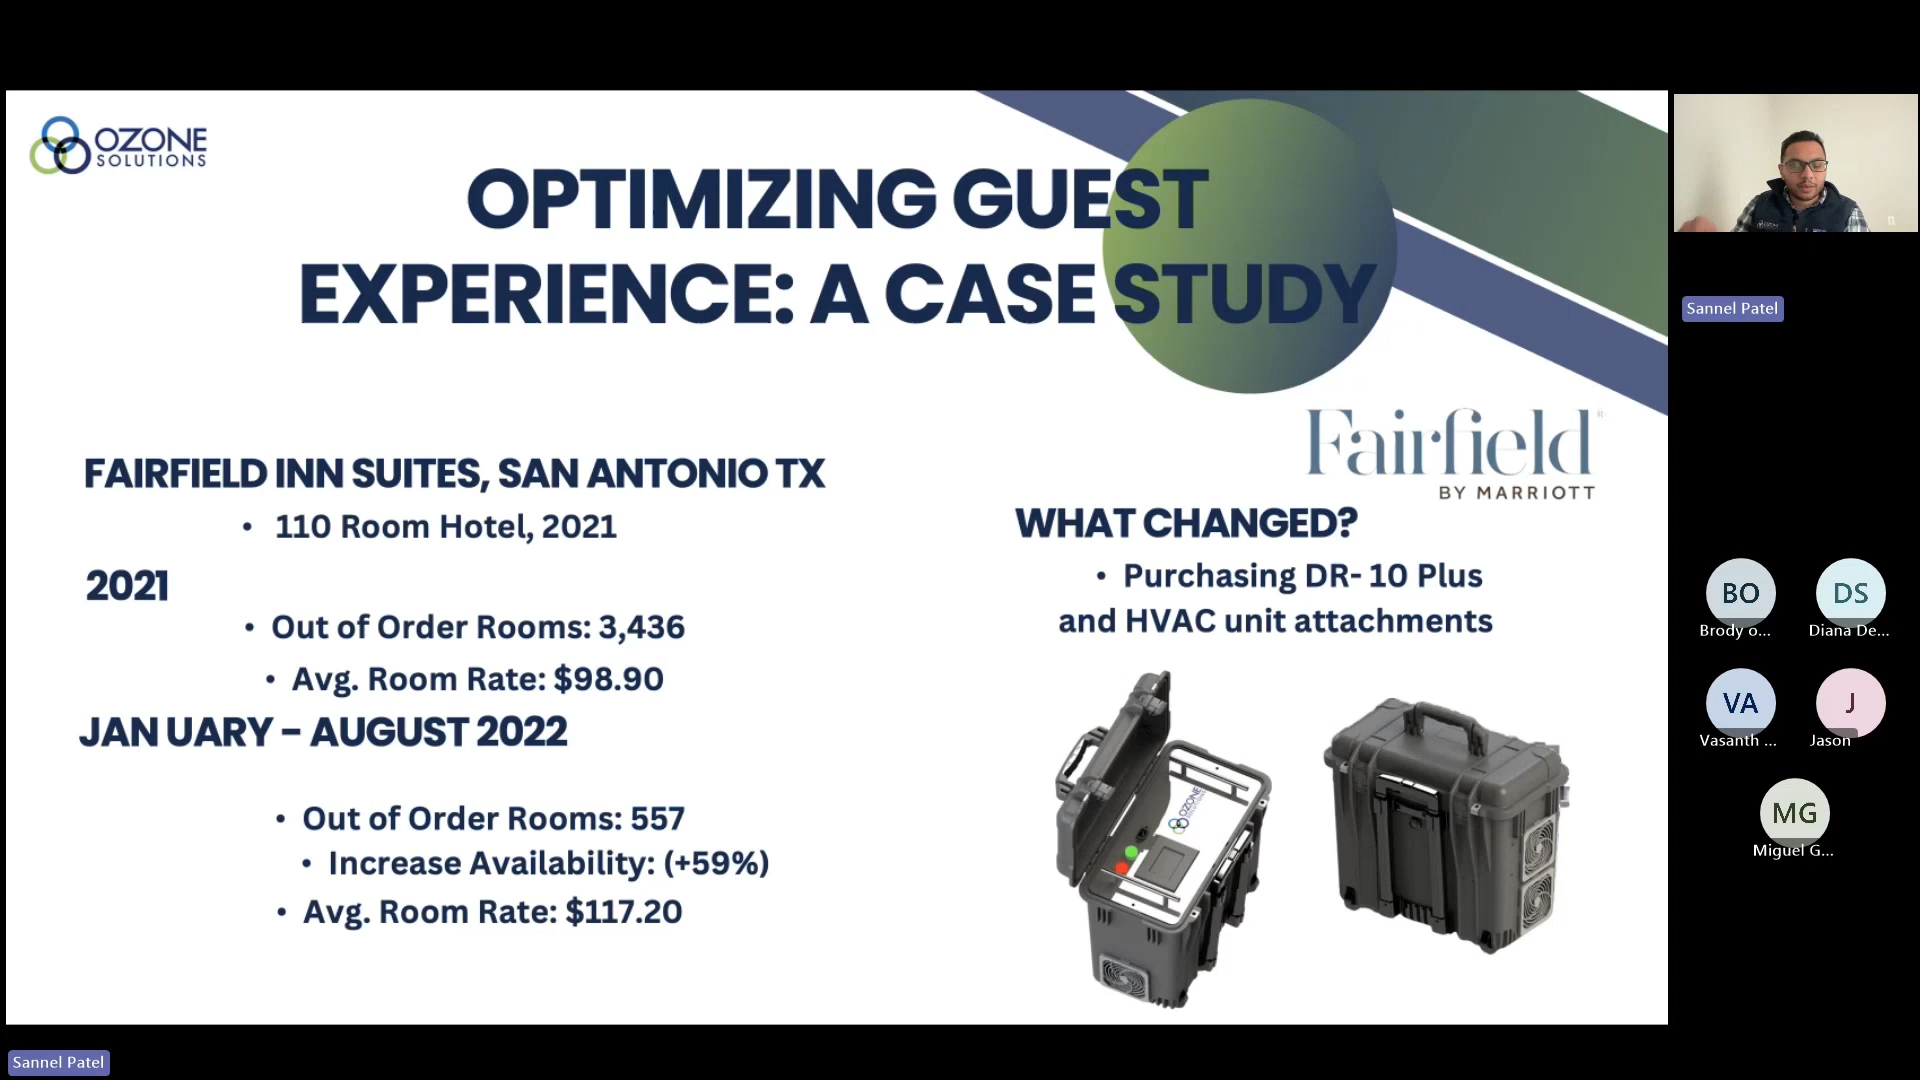 OZONE
SOLUTIONS
OPTIMIZING GUEST
EXPERIENCE: A CASE STUDY
Fairfield
BY MARRIOTT
FAIRFIELD INN SUITES, SAN ANTONIO TX
• 110 Room Hotel, 2021
2021
• Out of Order Rooms: 3,436
• Avg. Room Rate: $98.90
JAN UARY – AUGUST 2022
• Out of Order Rooms: 557
• Increase Availability: (+59%)
• Avg. Room Rate: $117.20
WHAT CHANGED?
• Purchasing DR- 10 Plus
and HVAC unit attachments
OZONE
SOLUTIONS
Sannel Patel
BO
Brody o...
DS
Diana De...
VA
Vasanth ...
J
Jason
MG
Miguel G...
Sannel Patel